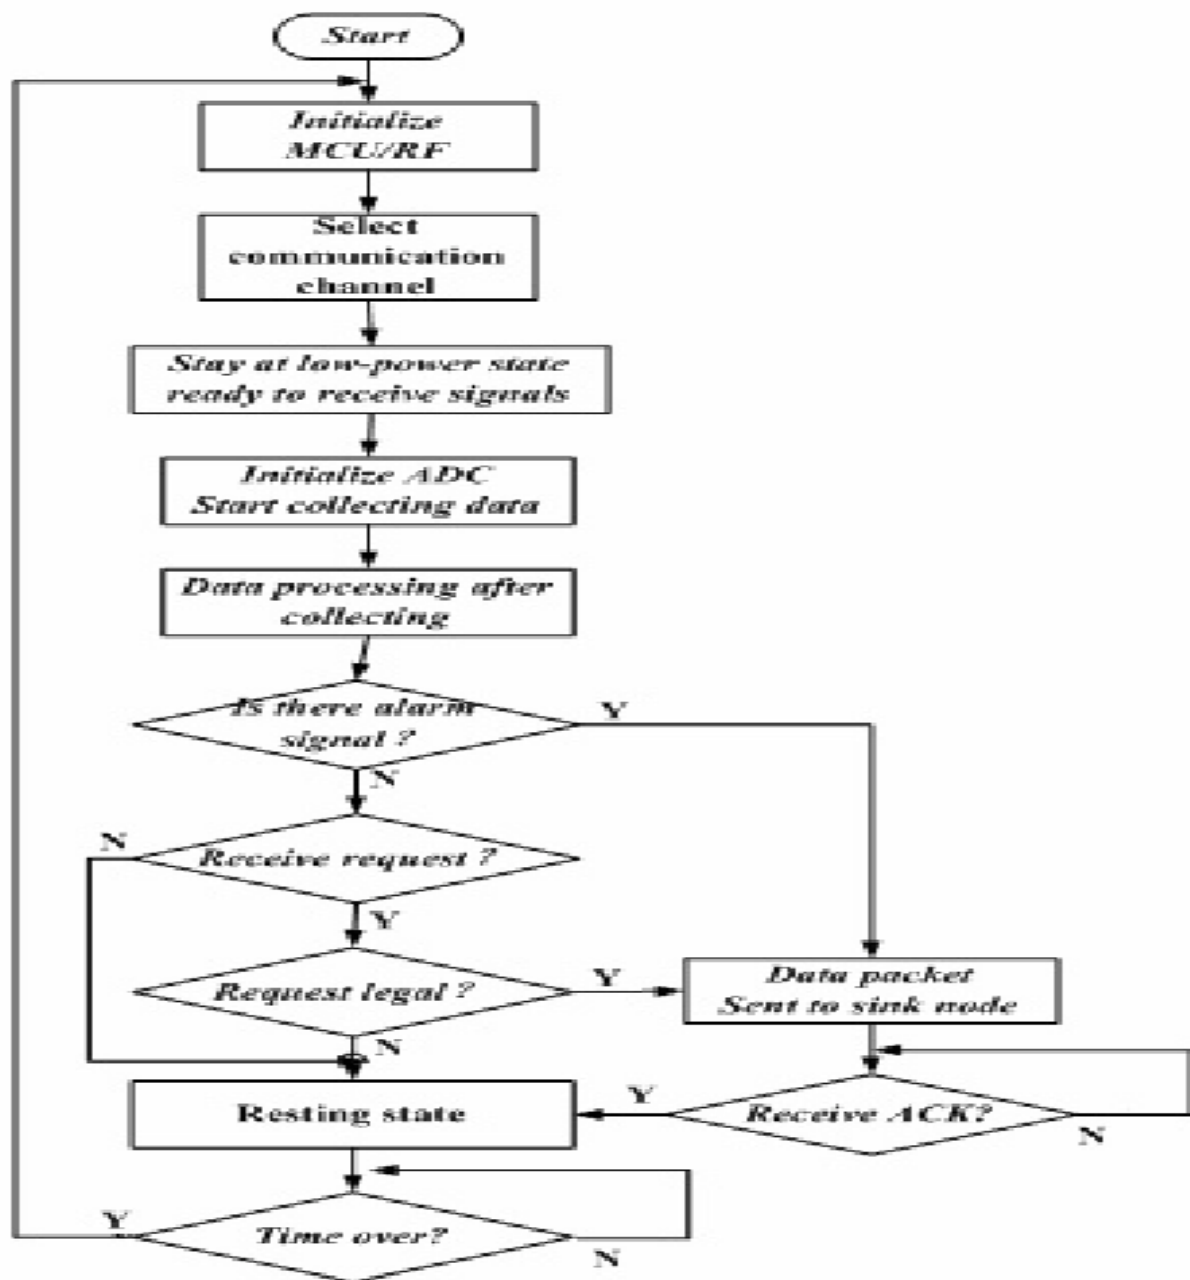 Start
Initialize
MCU/RF
Select
communication
channel
Stay at low-power state
ready to receive signals
Initialize ADC
Start collecting data
Data processing after
collecting
Is there alarm
signal ?
Y
N
N
Receive request ?
Y
Request legal ?
Y
Data packet
Sent to sink node
N
Resting state
Y
Receive ACK?
N
Y
Time over?
N